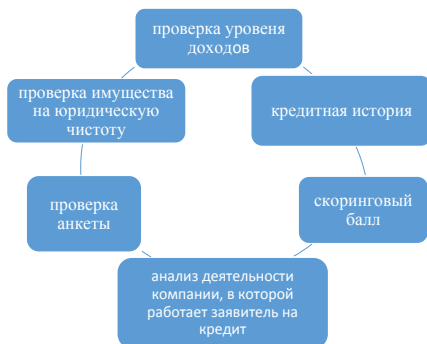 проверка уровеня
доходов
проверка имущества
на юридическую
чистоту
кредитная история
проверка
анкеты
скоринговый
балл
анализ деятельности
компании, в которой
работает заявитель на
кредит